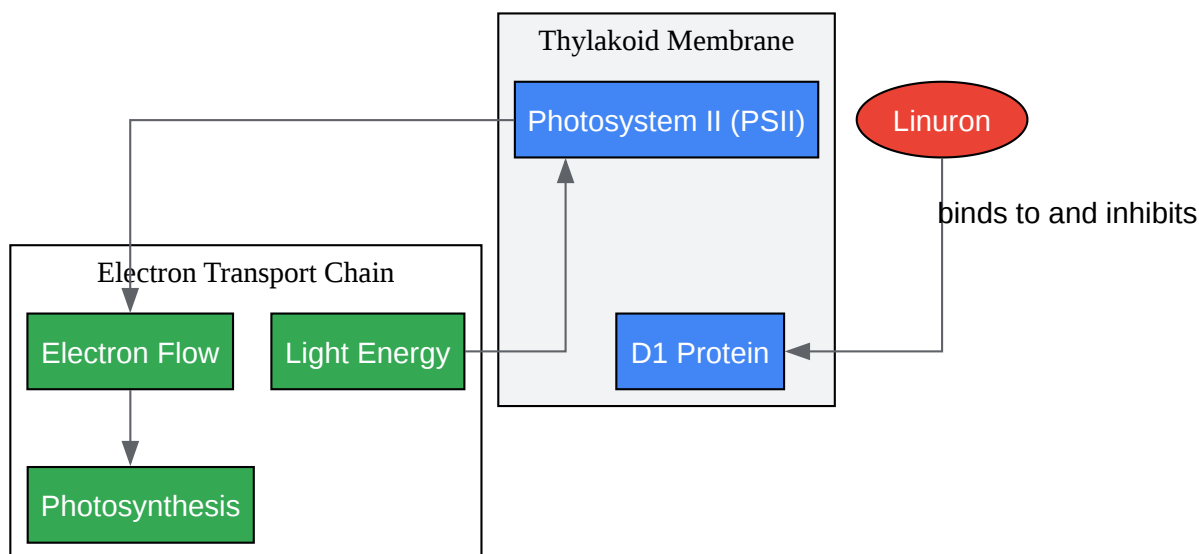 Thylakoid Membrane
Photosystem II (PSII)
Linuron
binds to and inhibits
Electron Transport Chain
Electron Flow
Light Energy
D1 Protein
Photosynthesis